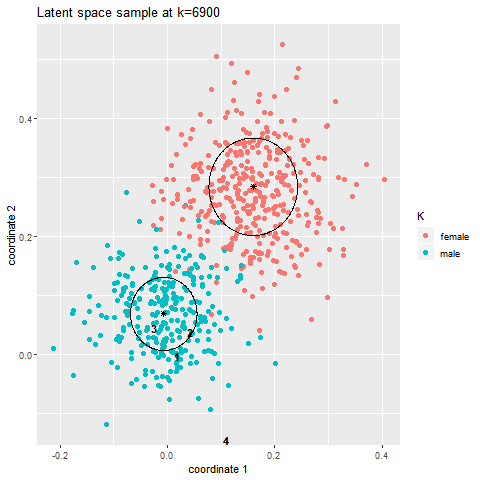 Latent space sample at k=6900
coordinate 2
0.4
0.2
0.0
3
2
1
4
-0.2
0.0
0.2
0.4
coordinate 1
K
female
male